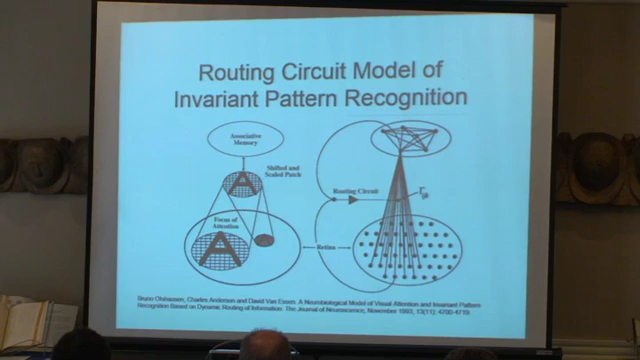 Routing Circuit Model of
Invariant Pattern Recognition
Associative
Memory
Shifted and
Scaled Patch
A
Focus of
Attention
A
Retina
Routing Circuit
Bruno Olshausen, Charles Anderson and David Van Essen. A Neurobiological Model of Visual Attention and Invariant Pattern
Recognition Based on Dynamic Routing of Information. The Journal of Neuroscience, November 1993, 13(11): 4700-4719.